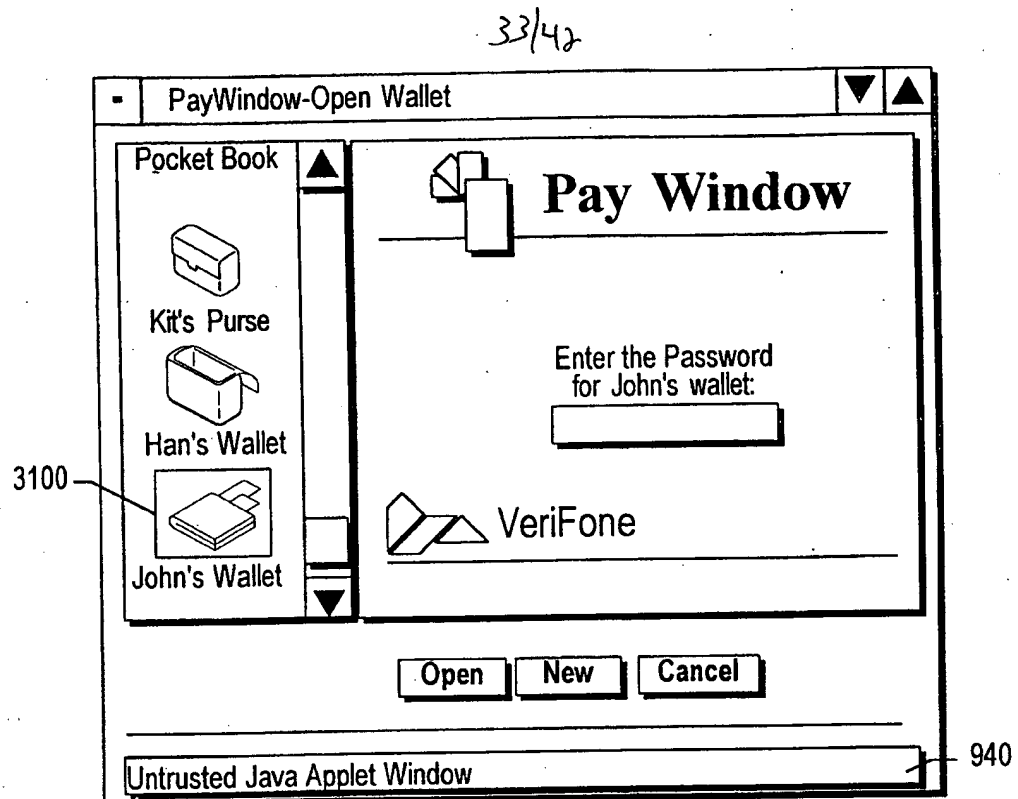 33/42
PayWindow-Open Wallet
Pocket Book
Kit's Purse
Han's Wallet
3100
John's Wallet
Pay Window
Enter the Password
for John's wallet:
VeriFone
Open New Cancel
Untrusted Java Applet Window
940